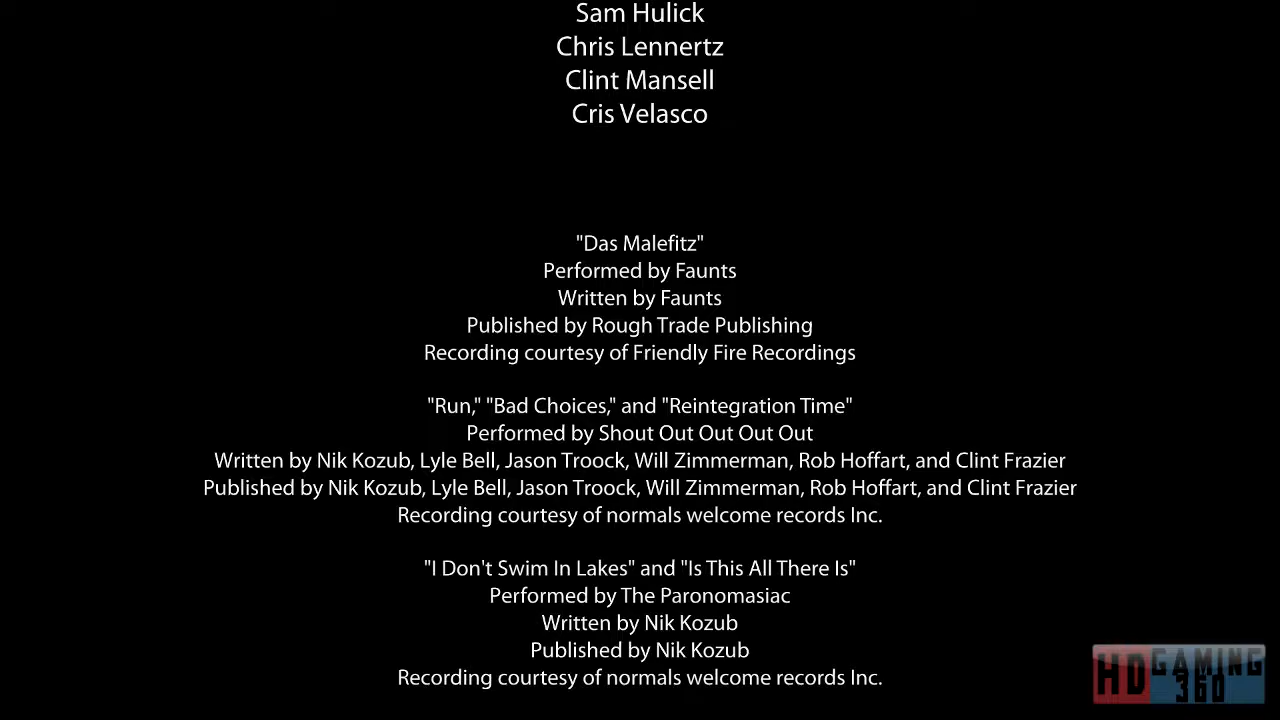 Sam Hulick
Chris Lennertz
Clint Mansell
Cris Velasco
"Das Malefitz"
Performed by Faunts
Written by Faunts
Published by Rough Trade Publishing
Recording courtesy of Friendly Fire Recordings
"Run," "Bad Choices," and "Reintegration Time"
Performed by Shout Out Out Out Out
Written by Nik Kozub, Lyle Bell, Jason Troock, Will Zimmerman, Rob Hoffart, and Clint Frazier
Published by Nik Kozub, Lyle Bell, Jason Troock, Will Zimmerman, Rob Hoffart, and Clint Frazier
Recording courtesy of normals welcome records Inc.
"I Don't Swim In Lakes" and "Is This All There Is"
Performed by The Paronomasiac
Written by Nik Kozub
Published by Nik Kozub
Recording courtesy of normals welcome records Inc.
HD GAMING
360